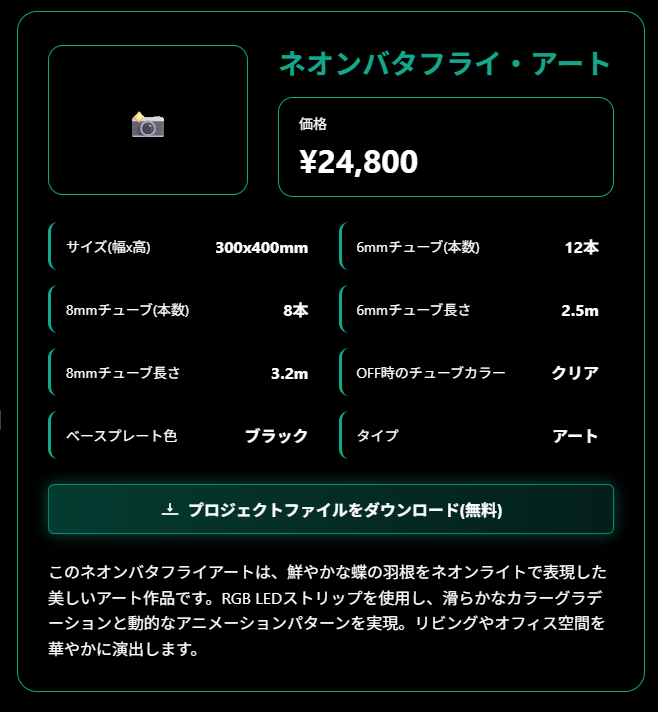 ネオンバタフライ・アート
価格
¥24,800
サイズ(幅x高) 300x400mm
6mmチューブ(本数) 12本
8mmチューブ(本数) 8本
6mmチューブ長さ 2.5m
8mmチューブ長さ 3.2m
OFF時のチューブカラー クリア
ベースプレート色 ブラック
タイプ アート
プロジェクトファイルをダウンロード(無料)
このネオンバタフライアートは、鮮やかな蝶の羽根をネオンライトで表現した
美しいアート作品です。RGB LEDストリップを使用し、滑らかなカラーグラデ
ーションと動的なアニメーションパターンを実現。リビングやオフィス空間を
華やかに演出します。